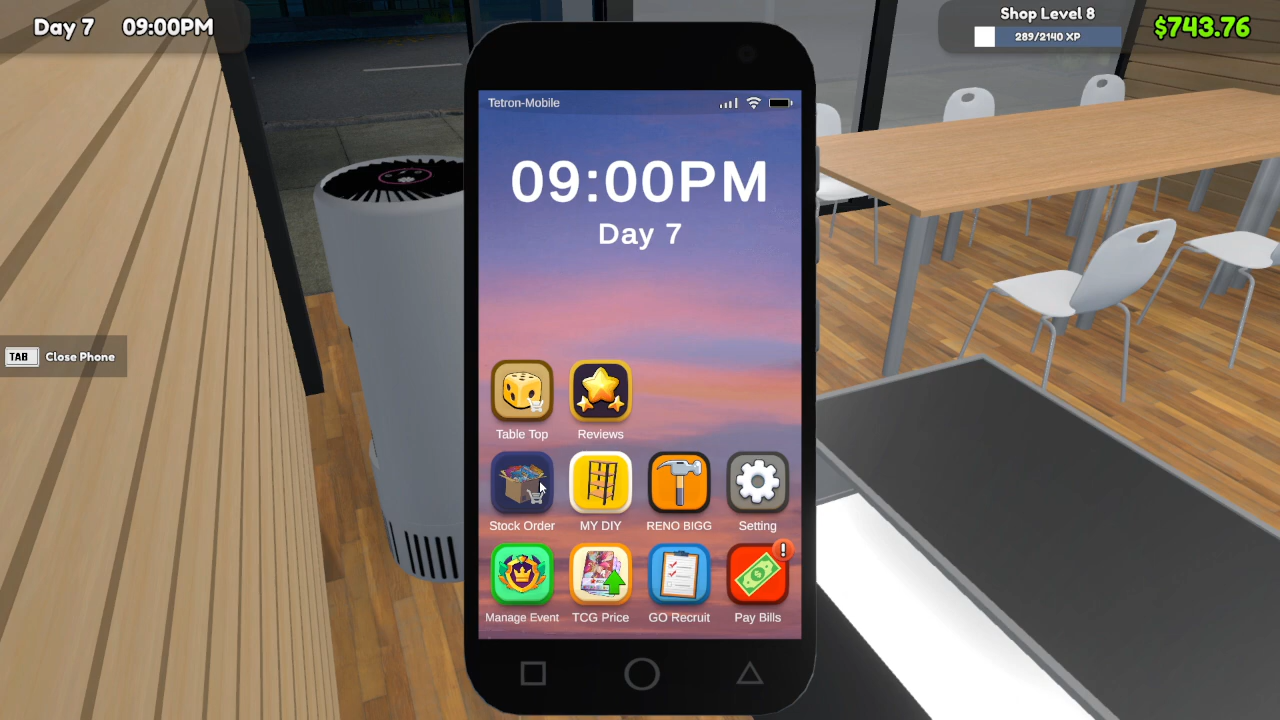 Day 7 09:00PM
Shop Level 8
289/2140 XP
$743.76
Tetron-Mobile
09:00PM
Day 7
TAB Close Phone
Table Top Reviews
Stock Order MY DIY RENO BIGG Setting
!
Manage Event TCG Price GO Recruit Pay Bills